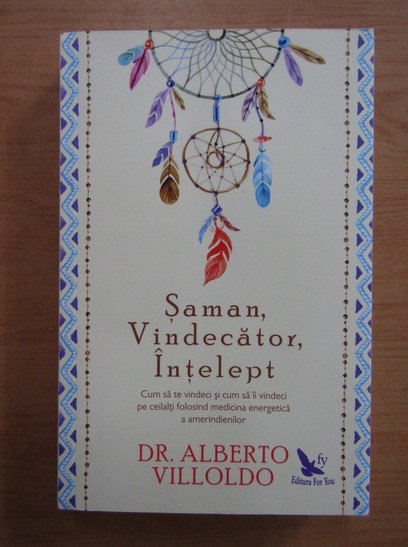 Șaman,
Vindecător,
Înțelept
Cum să te vindeci și cum să îi vindeci
pe ceilalți folosind medicina energetică
a amerindienilor
DR. ALBERTO
VILLOLDO
fy
Editura For You